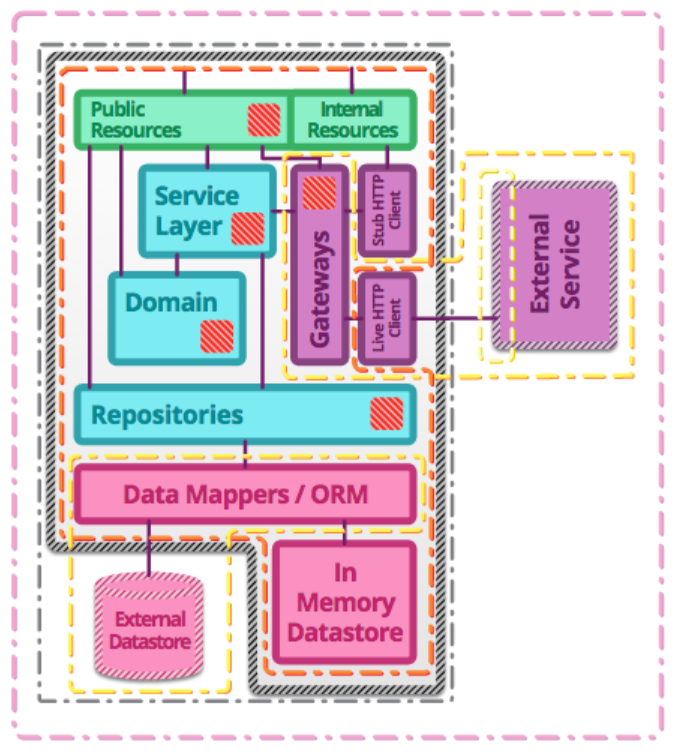 Public
Resources
Internal
Resources
Service
Layer
Gateways
Stub HTTP
Client
External
Service
Domain
Live HTTP
Client
Repositories
Data Mappers / ORM
In
Memory
Datastore
External
Datastore